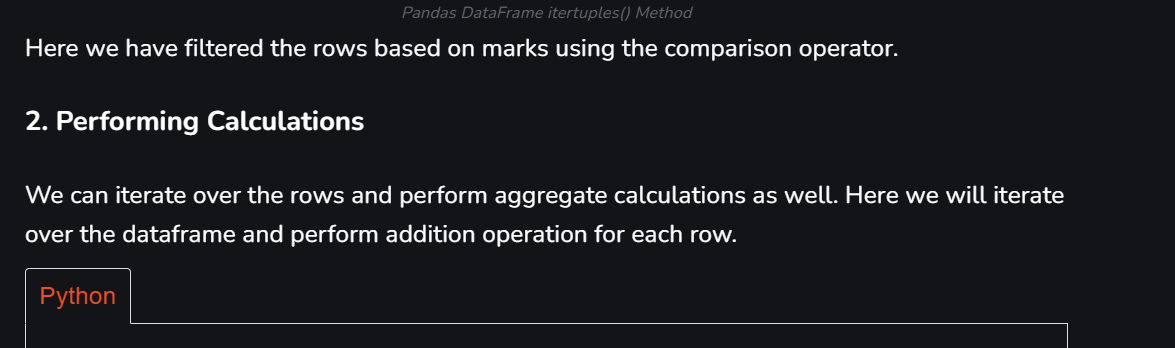 Pandas DataFrame itertuples() Method
Here we have filtered the rows based on marks using the comparison operator.
2. Performing Calculations
We can iterate over the rows and perform aggregate calculations as well. Here we will iterate
over the dataframe and perform addition operation for each row.
Python